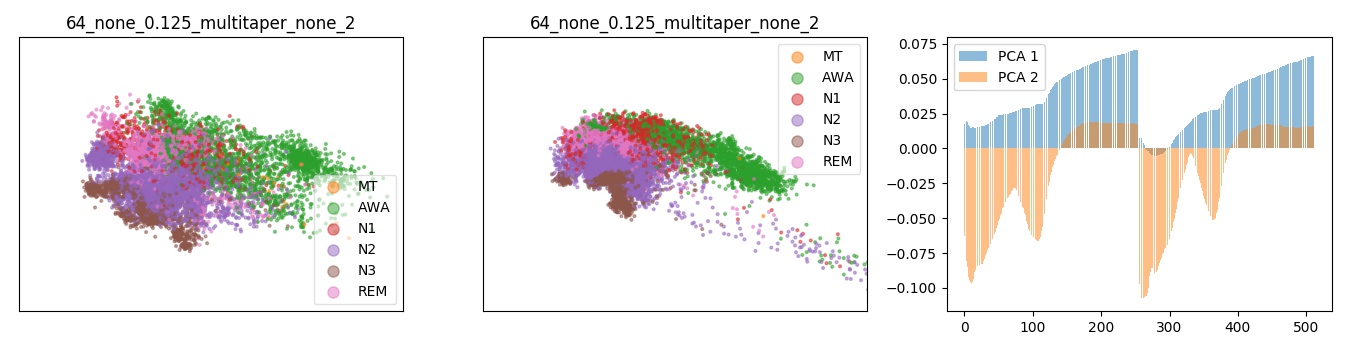 64_none_0.125_multitaper_none_2
MT
AWA
N1
N2
N3
REM
64_none_0.125_multitaper_none_2
MT
AWA
N1
N2
N3
REM
PCA 1
PCA 2
0.075
0.050
0.025
0.000
−0.025
−0.050
−0.075
−0.100
0
100
200
300
400
500